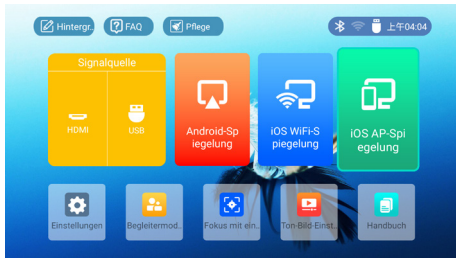 Hintergr..
FAQ
Pflege
上午04:04
Signalquelle
HDMI
USB
Android-Sp
iegelung
iOS WiFi-S
piegelung
iOS AP-Spi
egelung
Einstellungen
Begleitermod..
Fokus mit ein..
Ton-Bild-Einst..
Handbuch